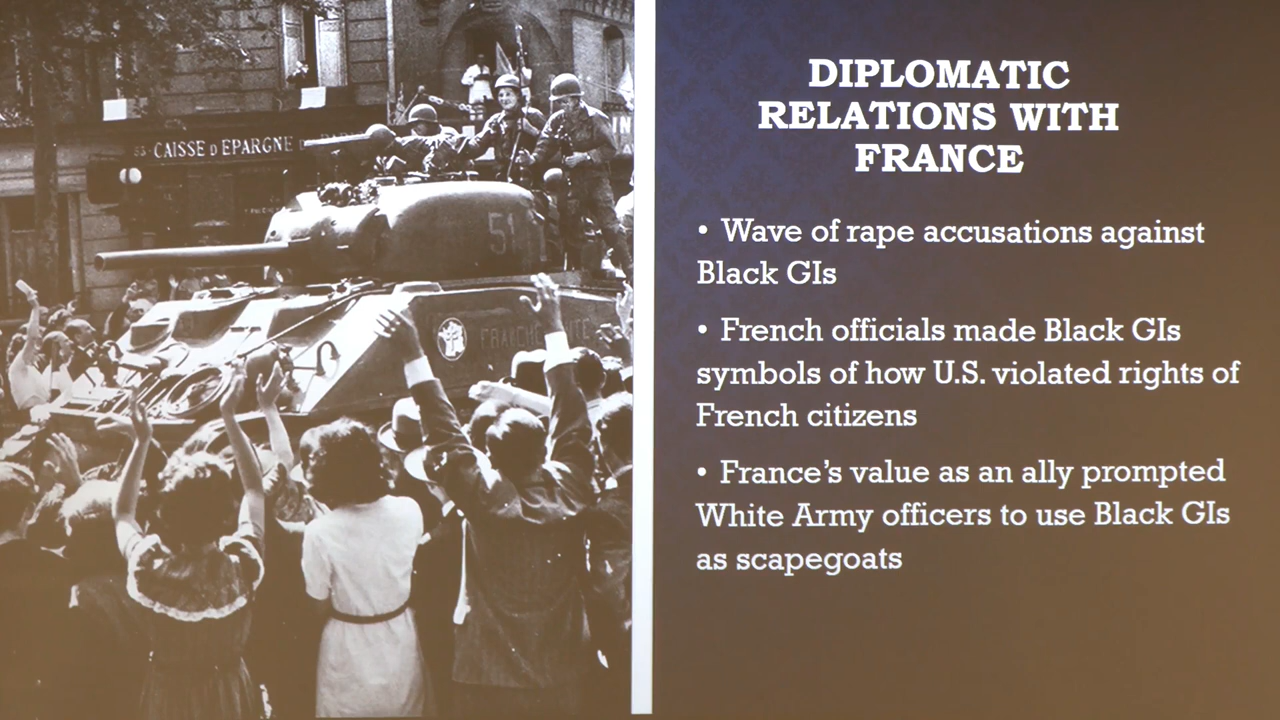 CAISSE D EPARGNE
51
DIPLOMATIC
RELATIONS WITH
FRANCE
• Wave of rape accusations against
Black GIs
• French officials made Black GIs
symbols of how U.S. violated rights of
French citizens
• France's value as an ally prompted
White Army officers to use Black GIs
as scapegoats